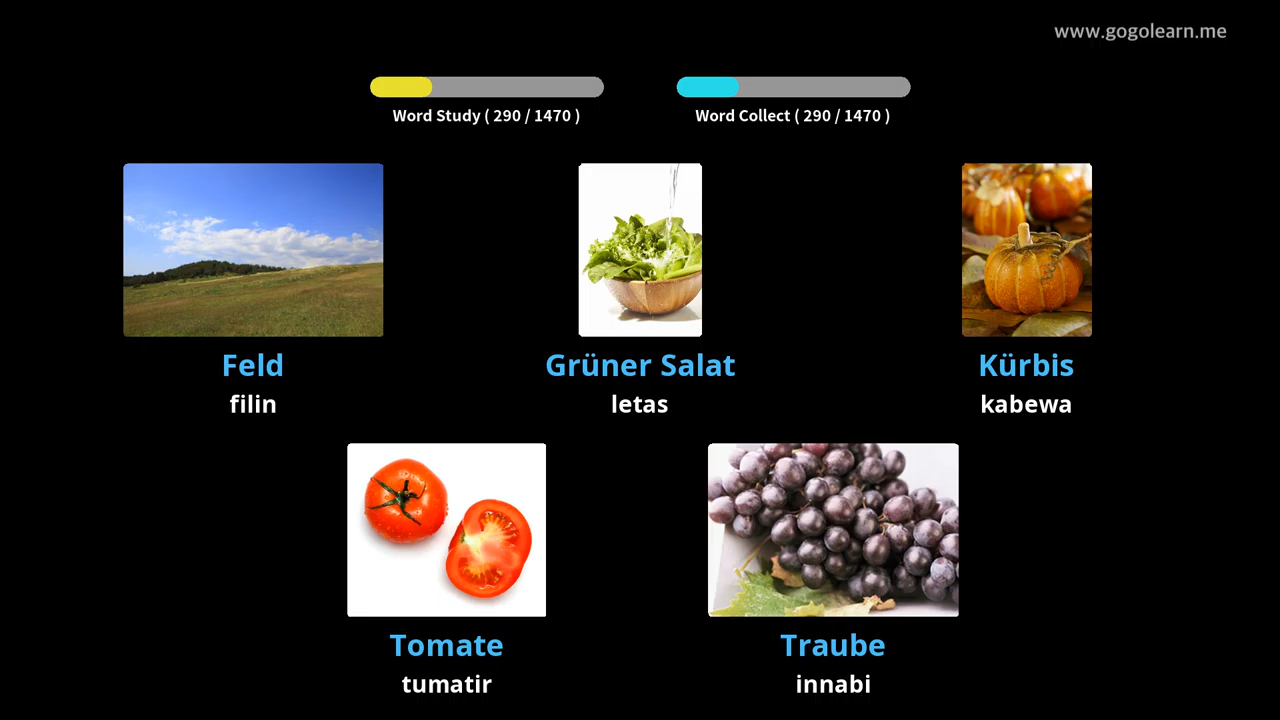 www.gogolearn.me
Word Study ( 290 / 1470 )
Word Collect ( 290 / 1470 )
Feld
filin
Grüner Salat
letas
Kürbis
kabewa
Tomate
tumatir
Traube
innabi